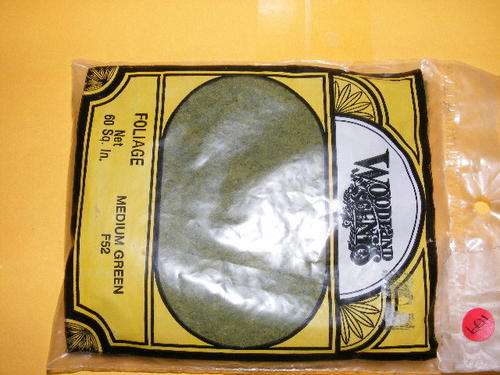 WOODLAND
SCENICS
FOLIAGE
Net
60 Sq. In.
MEDIUM GREEN
F52